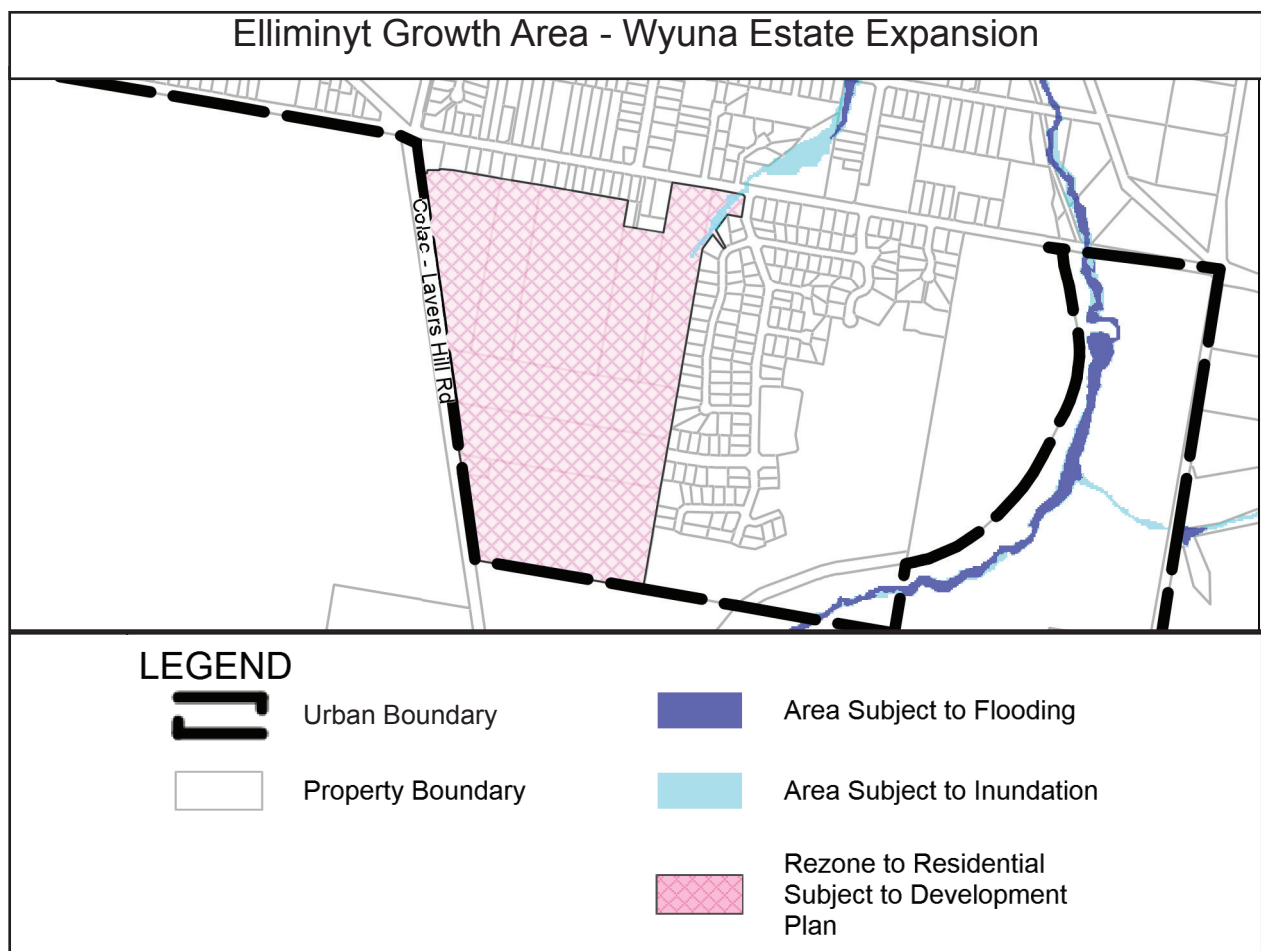 Elliminyt Growth Area - Wyuna Estate Expansion
Colac - Lavers Hill Rd
LEGEND
Urban Boundary
Property Boundary
Area Subject to Flooding
Area Subject to Inundation
Rezone to Residential
Subject to Development
Plan